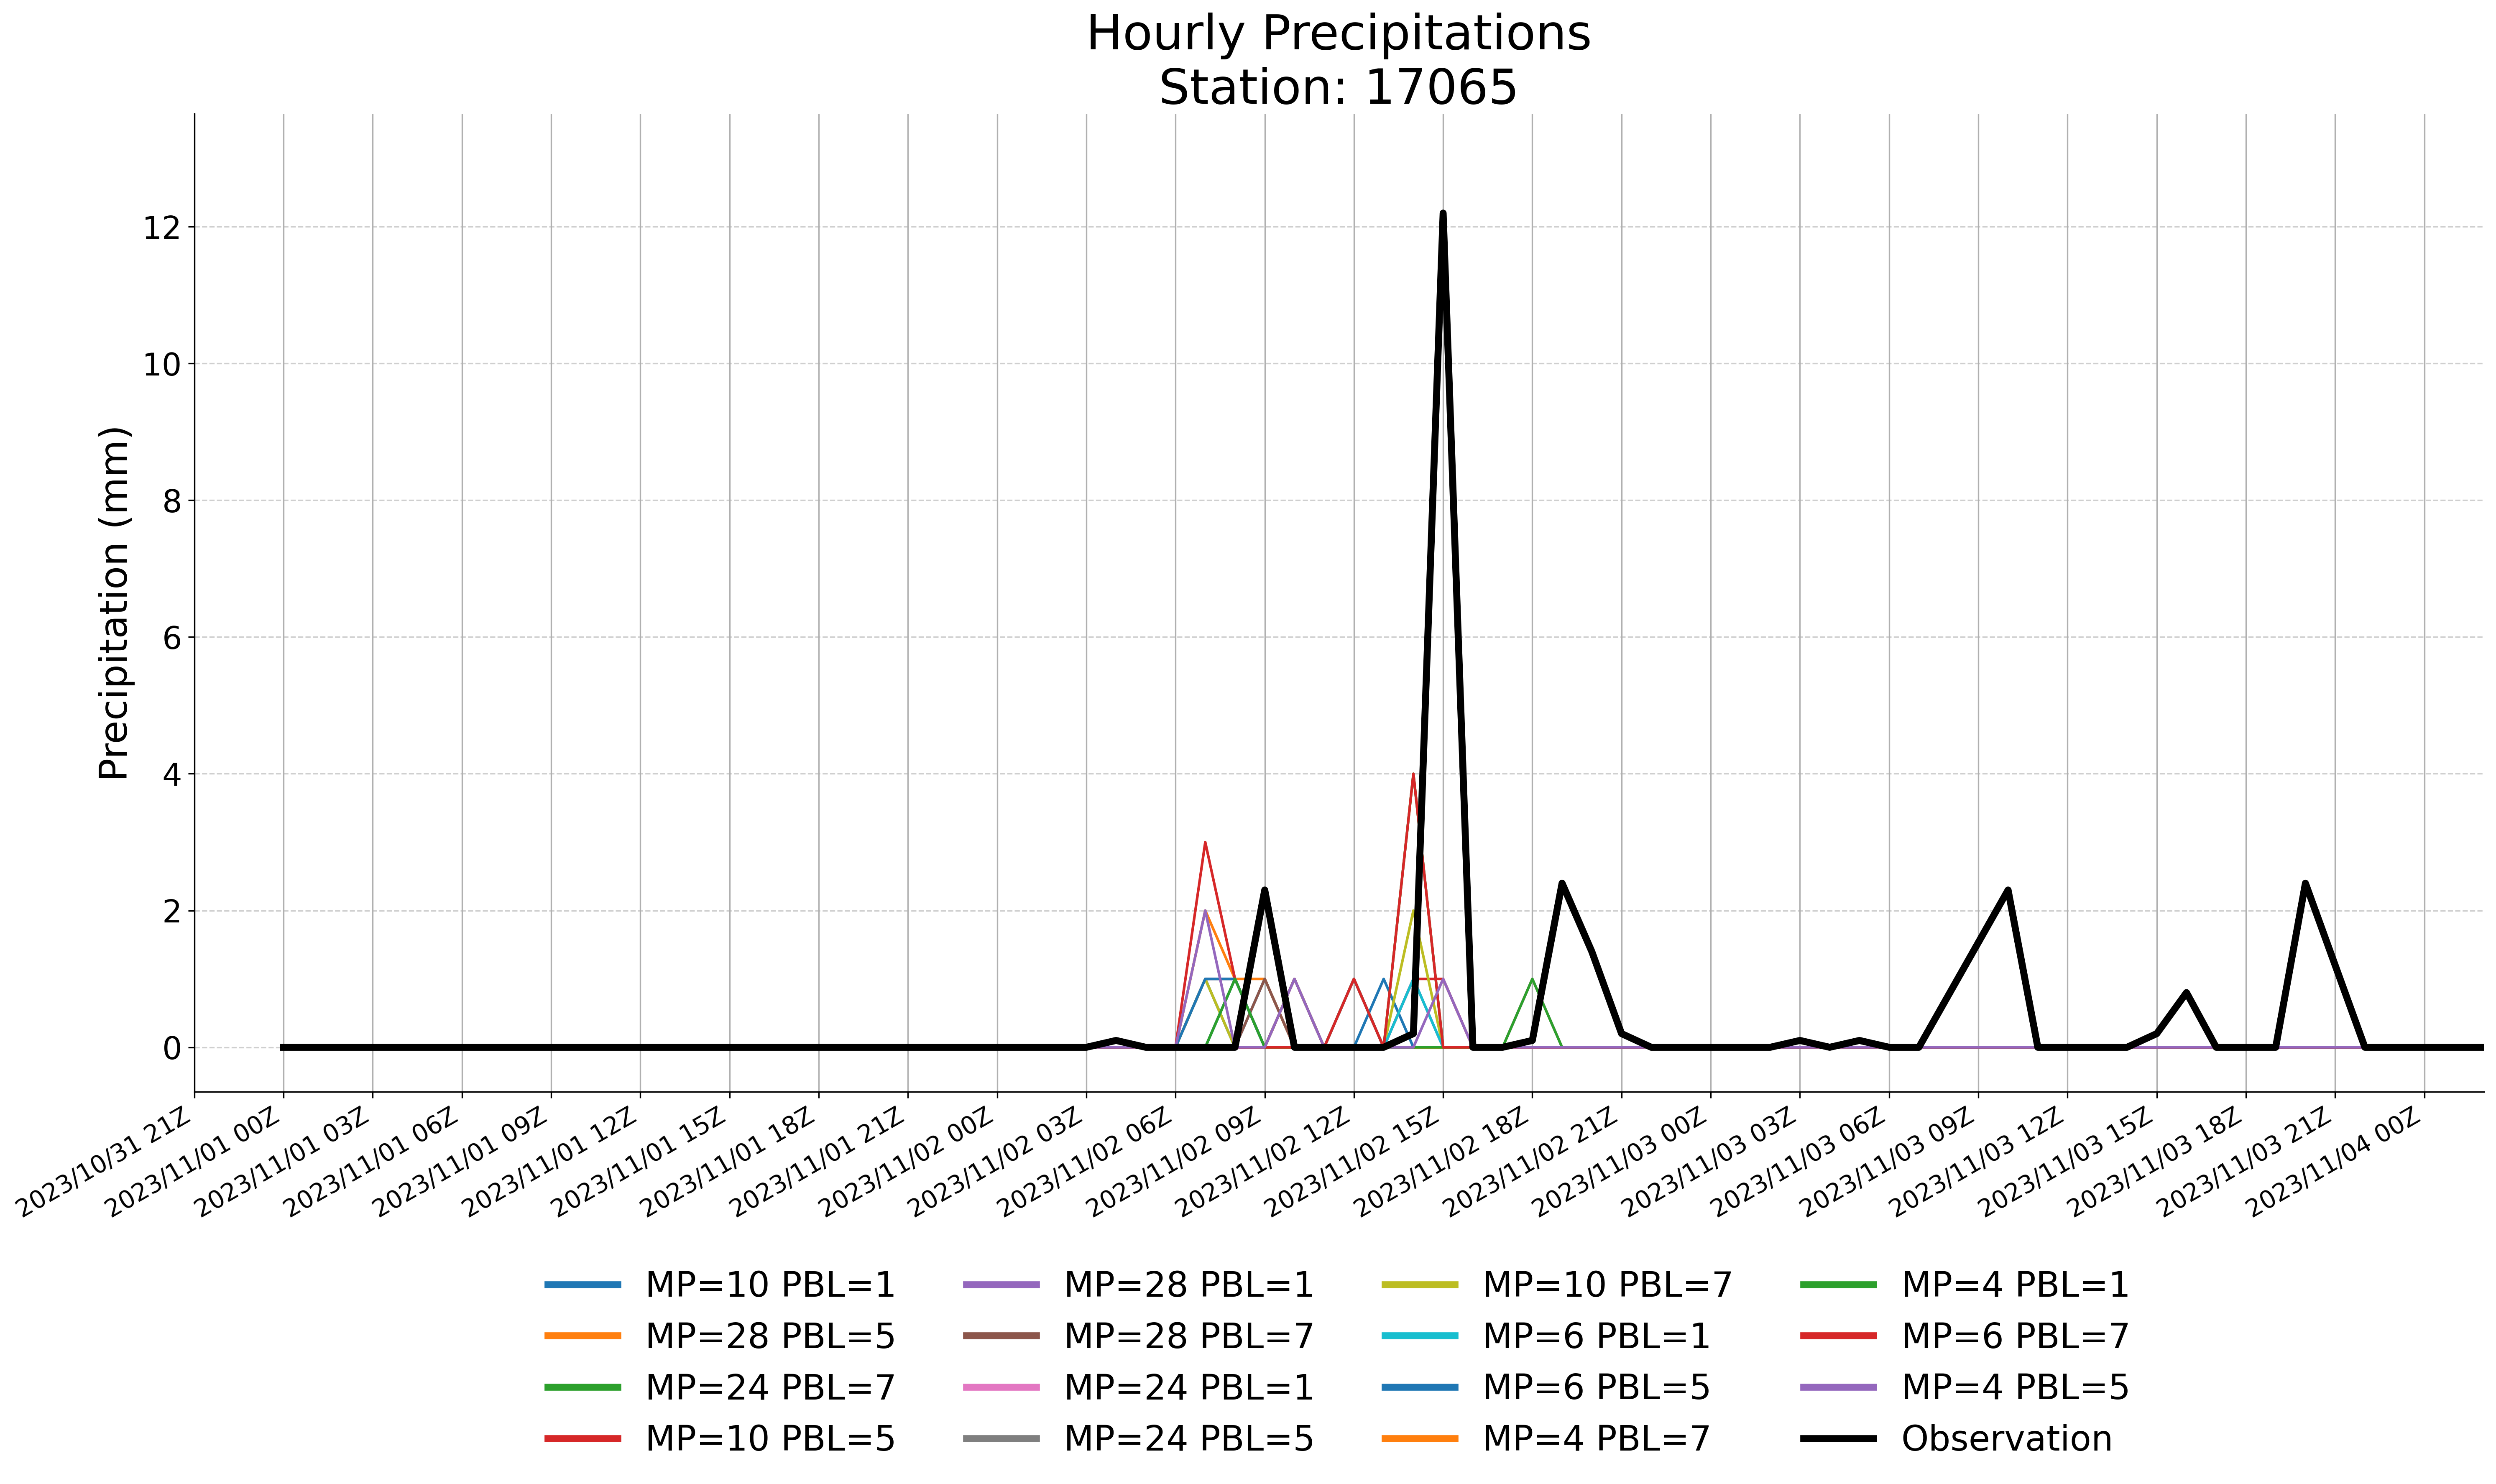 Hourly Precipitations
Station: 17065
Precipitation (mm)
12
10
8
6
4
2
0
2023/10/31 21Z
2023/11/01 00Z
2023/11/01 03Z
2023/11/01 06Z
2023/11/01 09Z
2023/11/01 12Z
2023/11/01 15Z
2023/11/01 18Z
2023/11/01 21Z
2023/11/02 00Z
2023/11/02 03Z
2023/11/02 06Z
2023/11/02 09Z
2023/11/02 12Z
2023/11/02 15Z
2023/11/02 18Z
2023/11/02 21Z
2023/11/03 00Z
2023/11/03 03Z
2023/11/03 06Z
2023/11/03 09Z
2023/11/03 12Z
2023/11/03 15Z
2023/11/03 18Z
2023/11/03 21Z
2023/11/04 00Z
MP=10 PBL=1
MP=28 PBL=5
MP=24 PBL=7
MP=10 PBL=5
MP=28 PBL=1
MP=28 PBL=7
MP=24 PBL=1
MP=24 PBL=5
MP=10 PBL=7
MP=6 PBL=1
MP=6 PBL=5
MP=4 PBL=7
MP=4 PBL=1
MP=6 PBL=7
MP=4 PBL=5
Observation